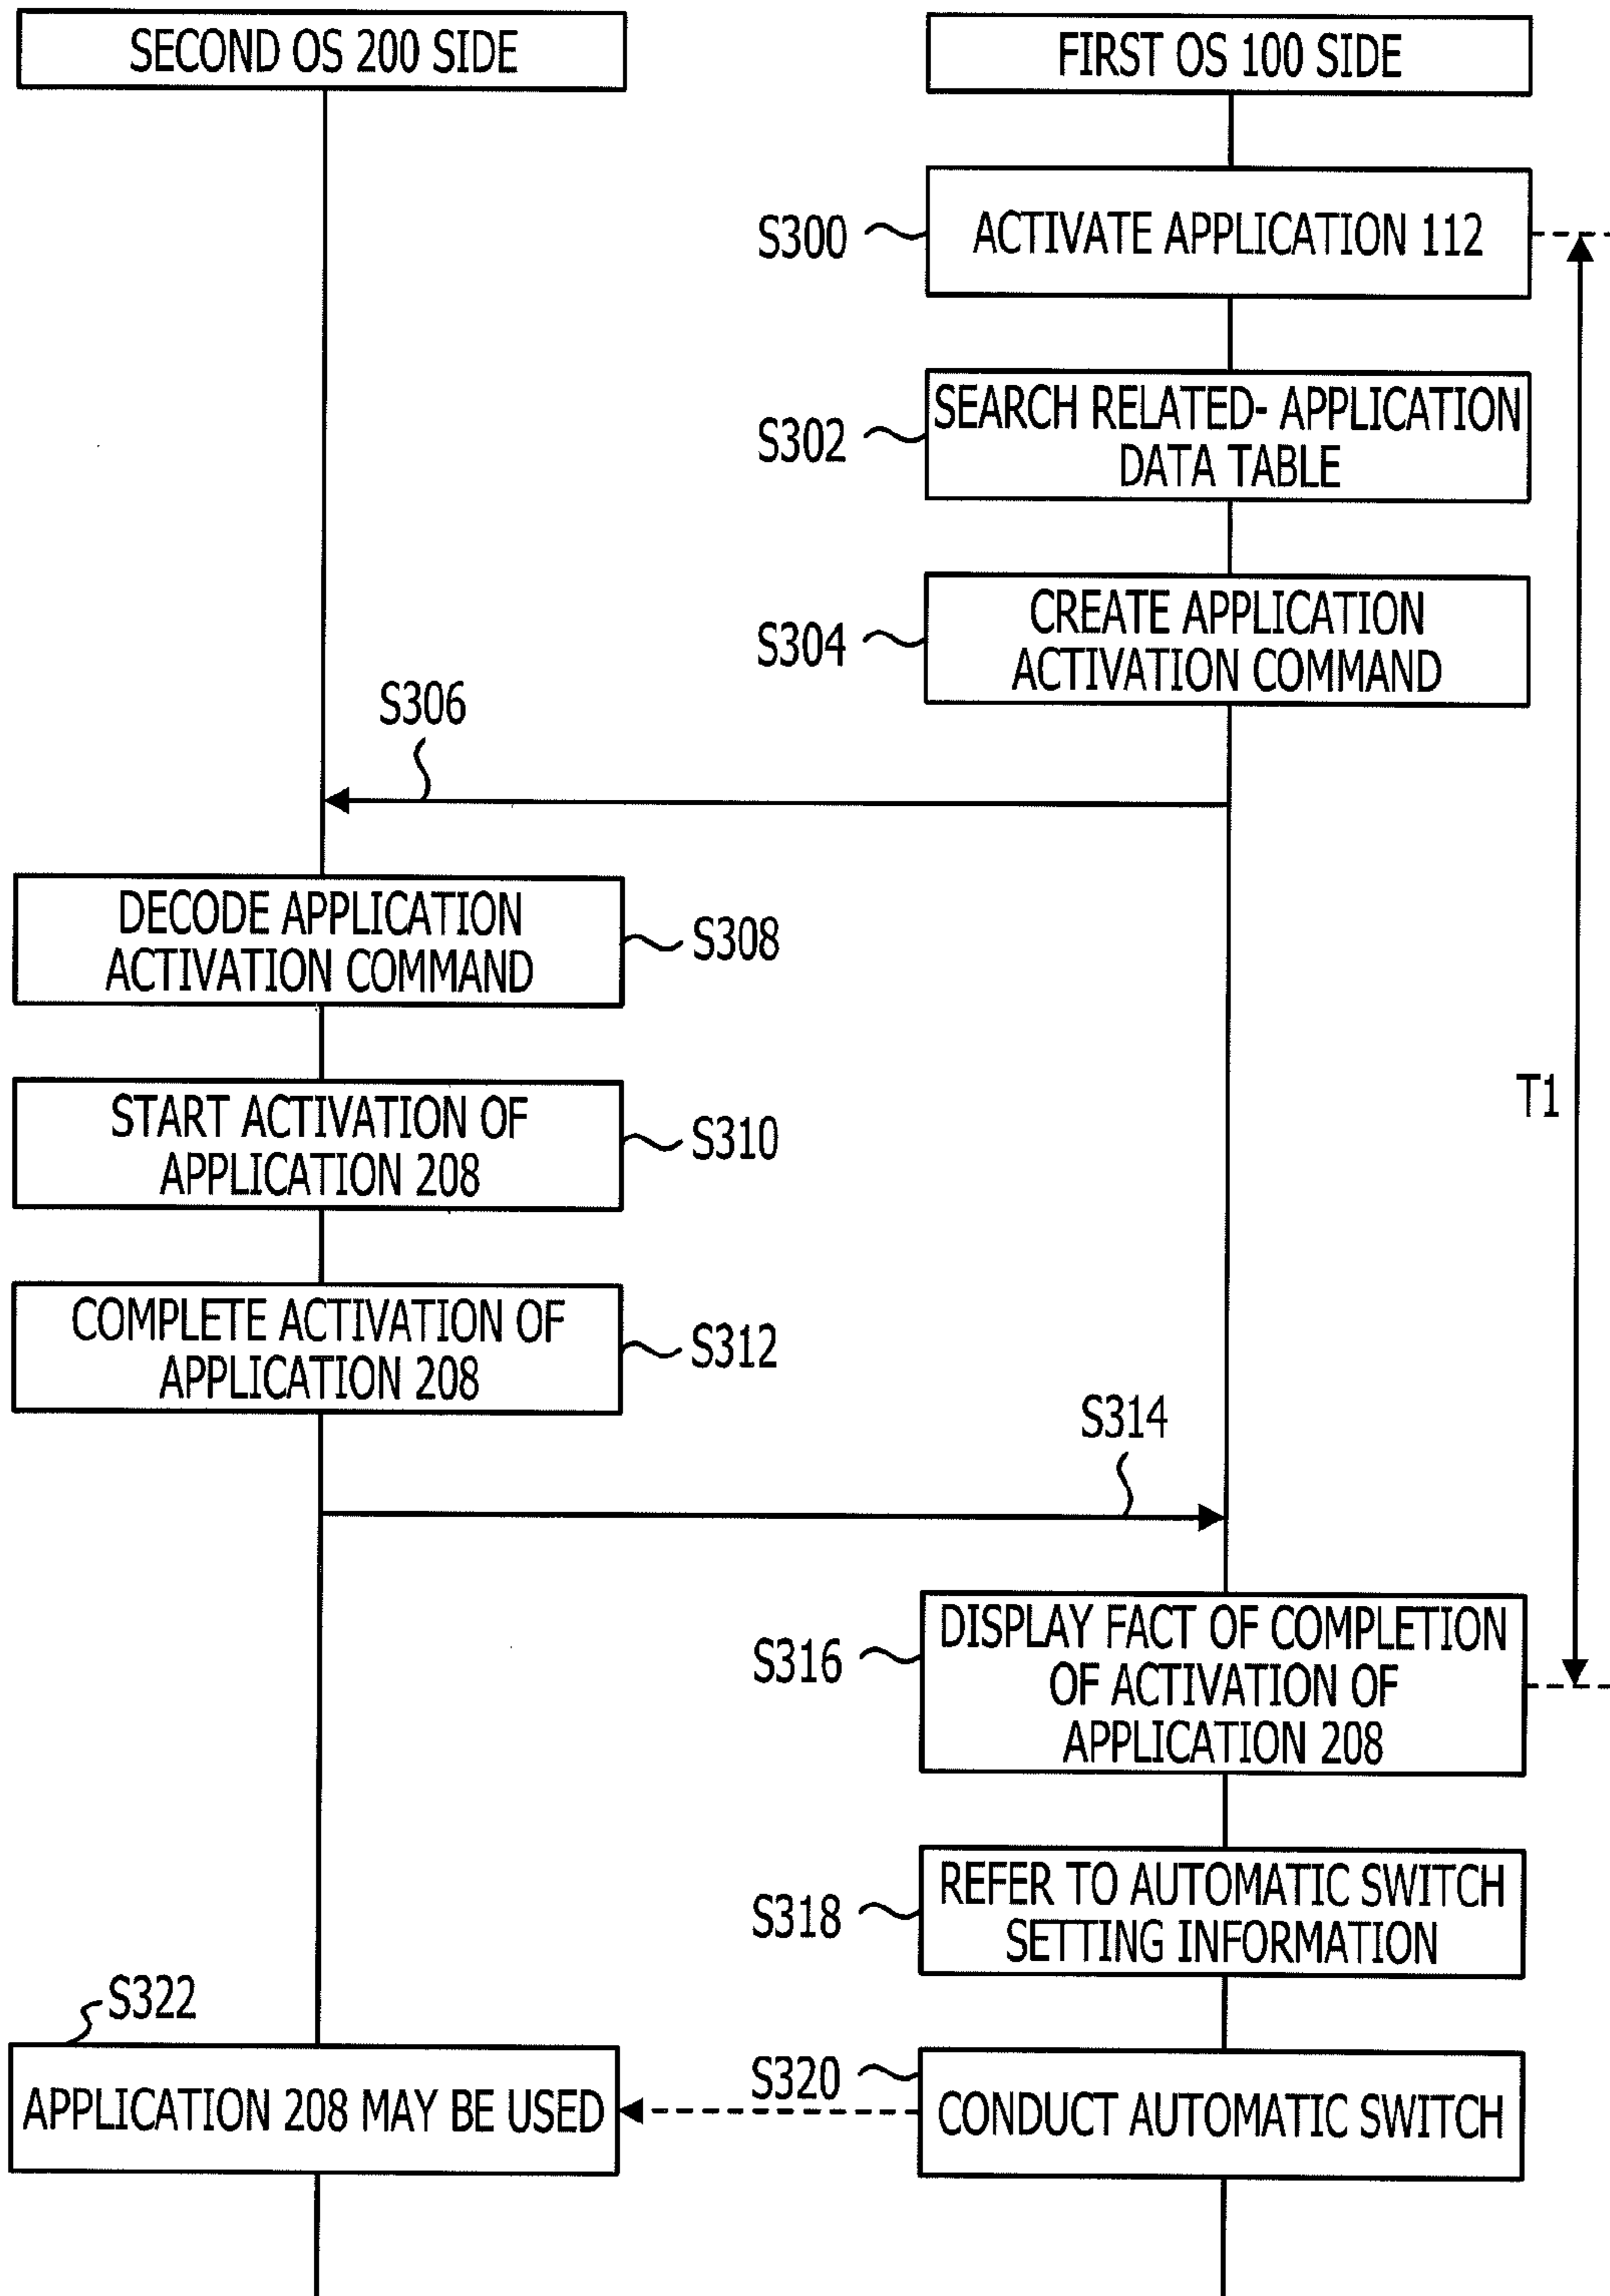 SECOND OS 200 SIDE
FIRST OS 100 SIDE
S300
ACTIVATE APPLICATION 112
S302
SEARCH RELATED- APPLICATION
DATA TABLE
S304
CREATE APPLICATION
ACTIVATION COMMAND
S306
DECODE APPLICATION
ACTIVATION COMMAND
S308
START ACTIVATION OF
APPLICATION 208
S310
T1
COMPLETE ACTIVATION OF
APPLICATION 208
S312
S314
S316
DISPLAY FACT OF COMPLETION
OF ACTIVATION OF
APPLICATION 208
S318
REFER TO AUTOMATIC SWITCH
SETTING INFORMATION
S322
APPLICATION 208 MAY BE USED
S320
CONDUCT AUTOMATIC SWITCH